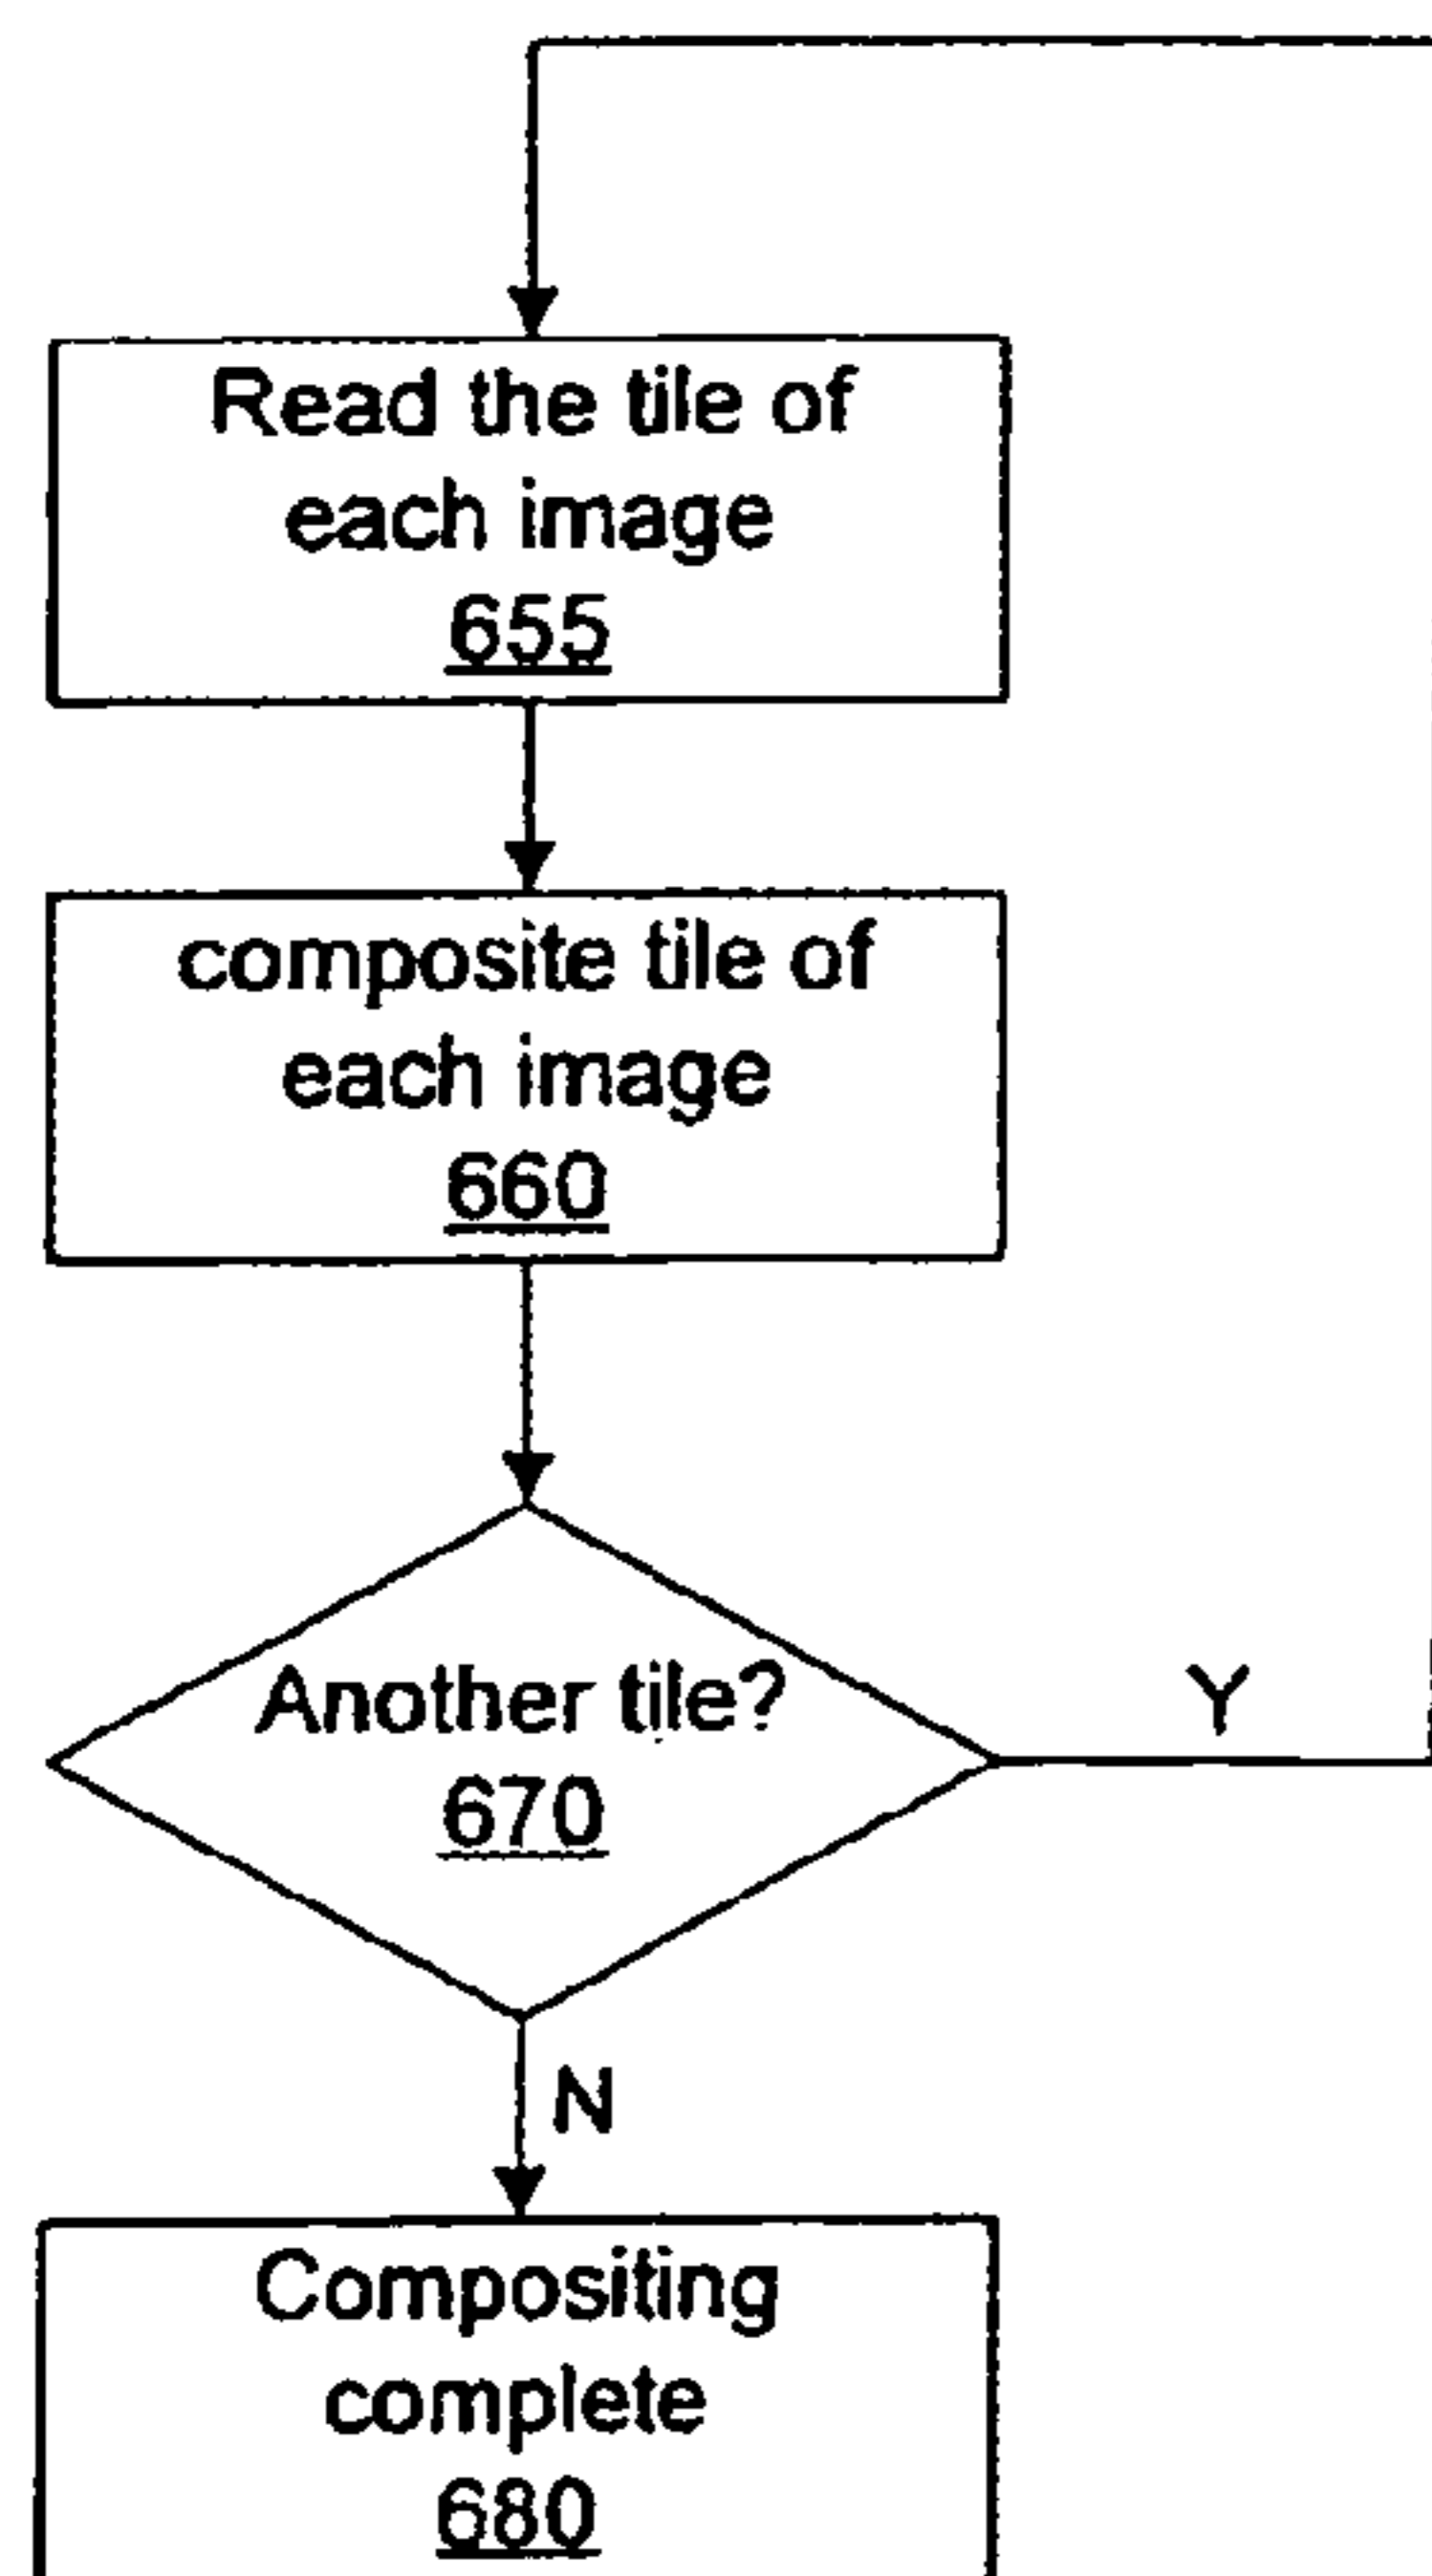 Read the tile of
each image
655
composite tile of
each image
660
Another tile?
670
Y
N
Compositing
complete
680